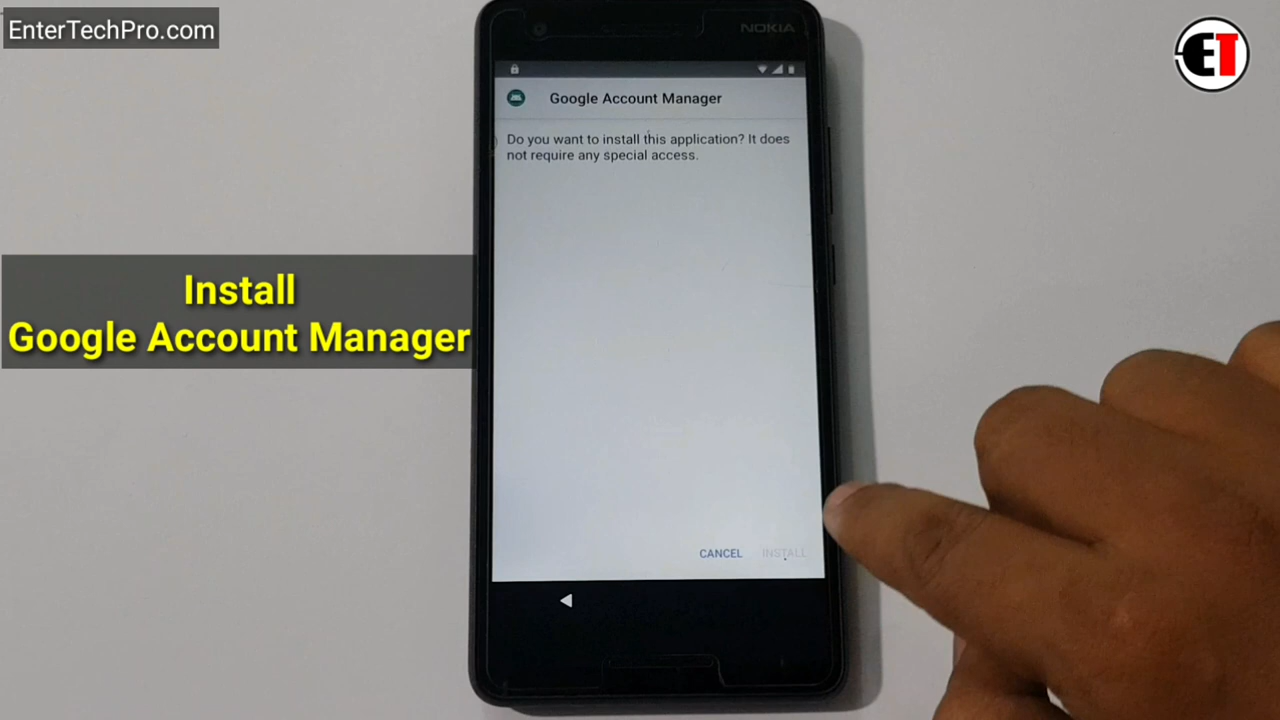 EnterTechPro.com
ET
NOKIA
Google Account Manager
Do you want to install this application? It does
not require any special access.
Install
Google Account Manager
CANCEL INSTALL